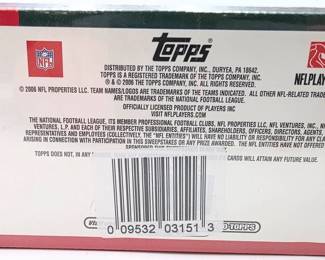 NFL
TOPPS
NFLPLAY
DISTRIBUTED BY THE TOPPS COMPANY, INC., DURYEA, PA 18642.
TOPPS IS A REGISTERED TRADEMARK OF THE TOPPS COMPANY, INC.
® & © 2006 THE TOPPS COMPANY, INC. ALL RIGHTS RESERVED.
© 2006 NFL PROPERTIES LLC. TEAM NAMES/LOGOS ARE TRADEMARKS OF THE TEAMS INDICATED. ALL OTHER NFL-RELATED TRADE
ARE TRADEMARKS OF THE NATIONAL FOOTBALL LEAGUE.
OFFICIALLY LICENSED PRODUCT OF PLAYERS INC
VISIT NFLPLAYERS.COM
THE NATIONAL FOOTBALL LEAGUE, ITS MEMBER PROFESSIONAL FOOTBALL CLUBS, NFL PROPERTIES LLC, NFL VENTURES, INC., N
VENTURES, L.P. AND EACH OF THEIR RESPECTIVE SUBSIDIARIES, AFFILIATES, SHAREHOLDERS, OFFICERS, DIRECTORS, AGENTS,
REPRESENTATIVES AND EMPLOYEES (COLLECTIVELY, THE "NFL ENTITIES") WILL HAVE NO LIABILITY OR RESPONSIBILITY FOR ANY CLA
ARISING IN CONNECTION WITH PARTICIPATION IN THIS SWEEPSTAKES OR ANY PRIZE AWARDED. THE NFL ENTITIES HAVE NOT OFFERED
TOPPS DOES NOT, IN ANY CARDS WILL ATTAIN ANY FUTURE VALUE.
0 09532 03151 3